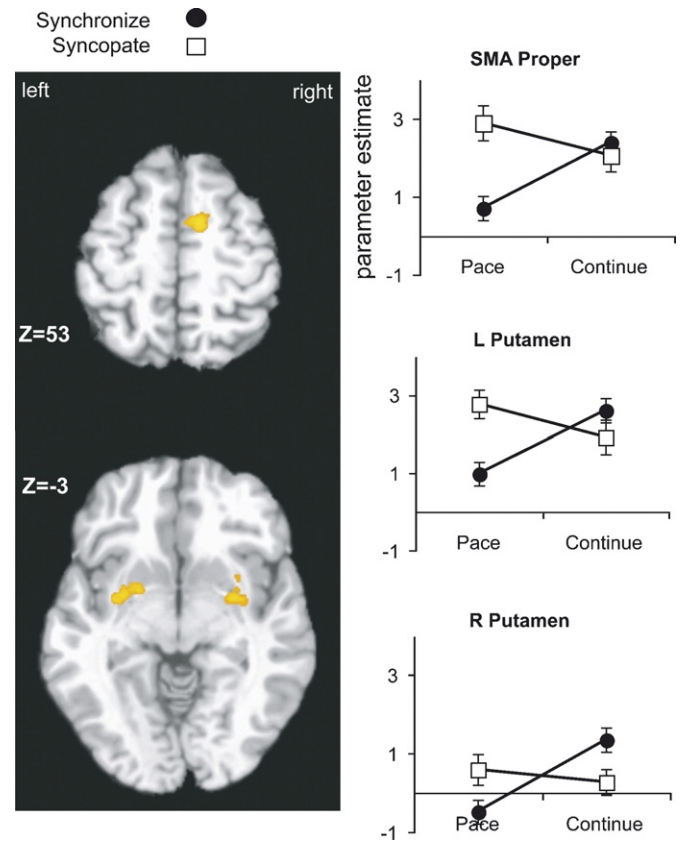 Synchronize
Syncopate
left right
Z=53
Z=-3
SMA Proper
parameter estimate
3
1
-1
Pace Continue
L Putamen
3
1
-1
Pace Continue
R Putamen
3
1
-1
Pace Continue